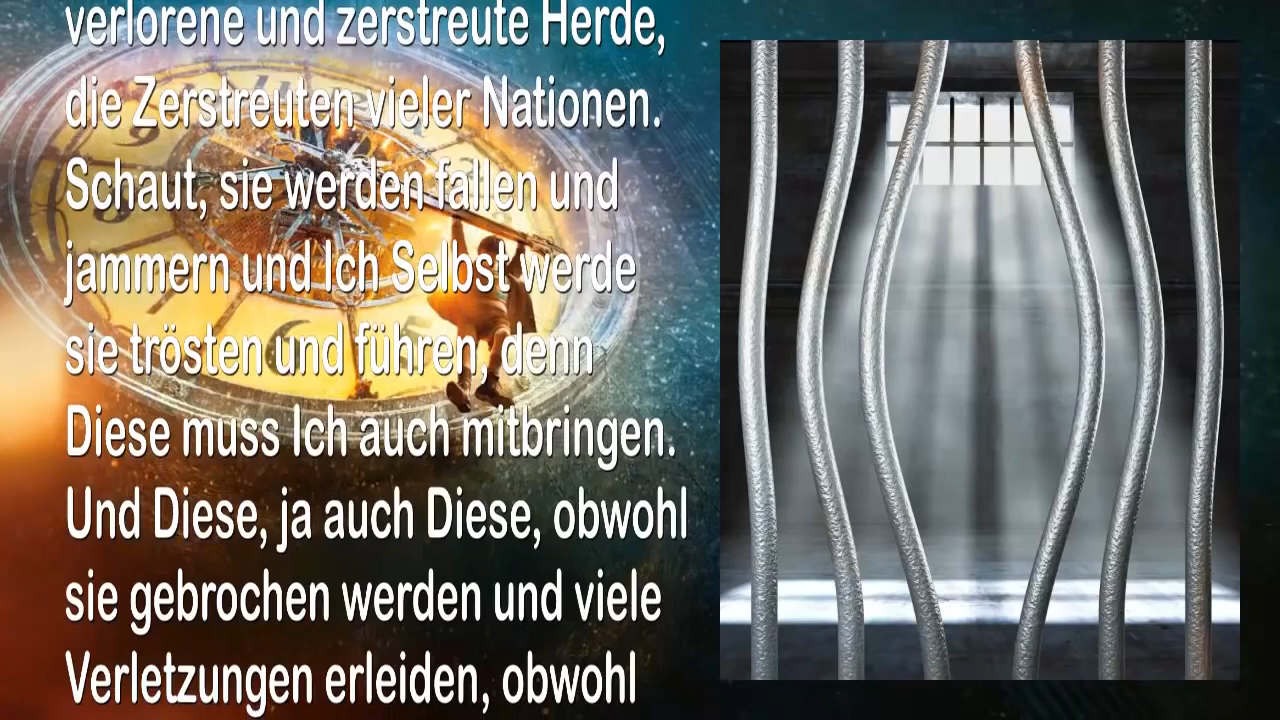 verlorene und zerstreute Herde,
die Zerstreuten vieler Nationen.
Schaut, sie werden fallen und
jammern und Ich Selbst werde
sie trösten und führen, denn
Diese muss Ich auch mitbringen.
Und Diese, ja auch Diese, obwohl
sie gebrochen werden und viele
Verletzungen erleiden, obwohl